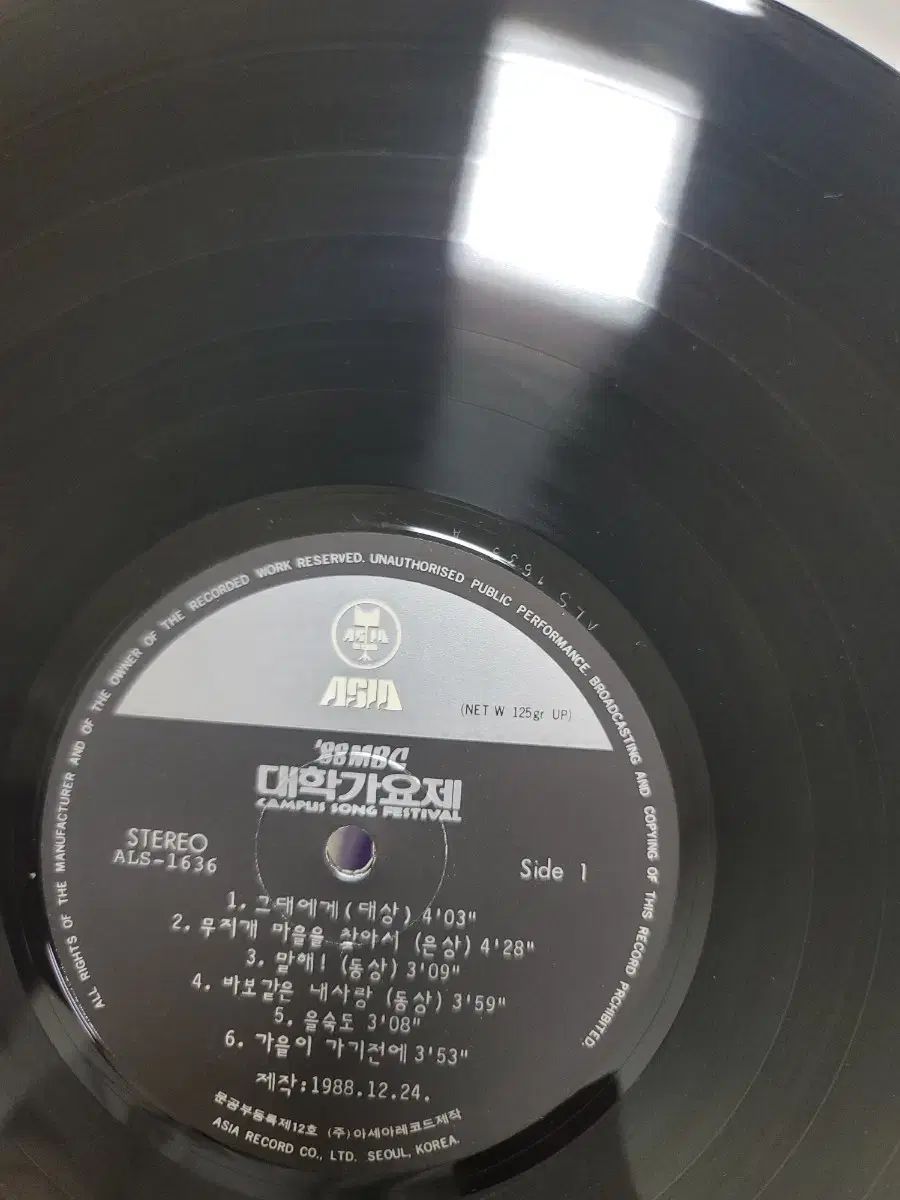 ALL RIGHTS OF THE MANUFACTURER AND OF THE OWNER OF THE RECORDED WORK RESERVED. UNAUTHORISED PUBLIC PERFORMANCE. BROADCASTING AND COPYING OF THIS RECORD PROHIBITED.
ALS 1635 A
ASIA
ASIA
(NET W 125gr UP)
'88 MBC
대학가요제
CAMPUS SONG FESTIVAL
STEREO
ALS-1636
Side 1
1. 그대에게 (대상) 4'03"
2. 무지개 마을을 찾아서 (은상) 4'28"
3. 말해! (동상) 3'09"
4. 바보같은 내사랑 (동상) 3'59"
5. 을숙도 3'08"
6. 가을이 가기전에 3'53"
제작:1988.12.24.
문공부등록제12호 (주)아세아레코드제작
ASIA RECORD CO., LTD. SEOUL, KOREA.